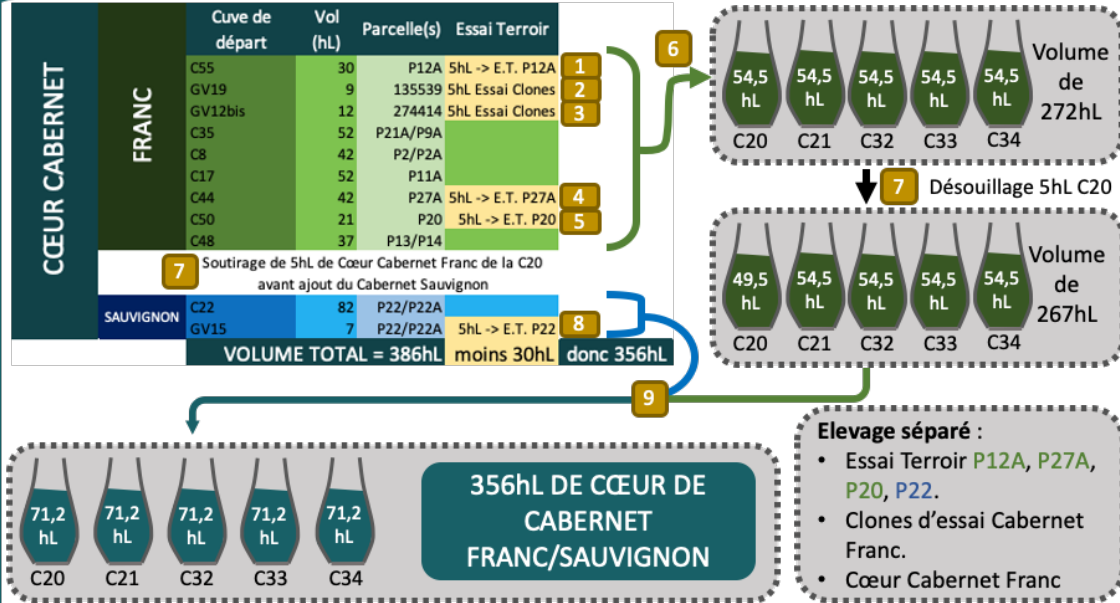 CŒUR CABERNET
FRANC
Cuve de départ Vol (hL) Parcelle(s) Essai Terroir
C55 30 P12A 5hL -> E.T. P12A 1
GV19 9 135539 5hL Essai Clones 2
GV12bis 12 274414 5hL Essai Clones 3
C35 52 P21A/P9A
C8 42 P2/P2A
C17 52 P11A
C44 42 P27A 5hL -> E.T. P27A 4
C50 21 P20 5hL -> E.T. P20 5
C48 37 P13/P14
7 Soutirage de 5hL de Cœur Cabernet Franc de la C20
avant ajout du Cabernet Sauvignon
SAUVIGNON
C22 82 P22/P22A
GV15 7 P22/P22A 5hL -> E.T. P22 8
VOLUME TOTAL = 386hL moins 30hL donc 356hL
6
54,5 hL 54,5 hL 54,5 hL 54,5 hL 54,5 hL
C20 C21 C32 C33 C34
Volume
de
272hL
7 Désouillage 5hL C20
49,5 hL 54,5 hL 54,5 hL 54,5 hL 54,5 hL
C20 C21 C32 C33 C34
Volume
de
267hL
9
71,2 hL 71,2 hL 71,2 hL 71,2 hL 71,2 hL
C20 C21 C32 C33 C34
356hL DE CŒUR DE
CABERNET
FRANC/SAUVIGNON
Elevage séparé :
• Essai Terroir P12A, P27A,
P20, P22.
• Clones d'essai Cabernet
Franc.
• Cœur Cabernet Franc